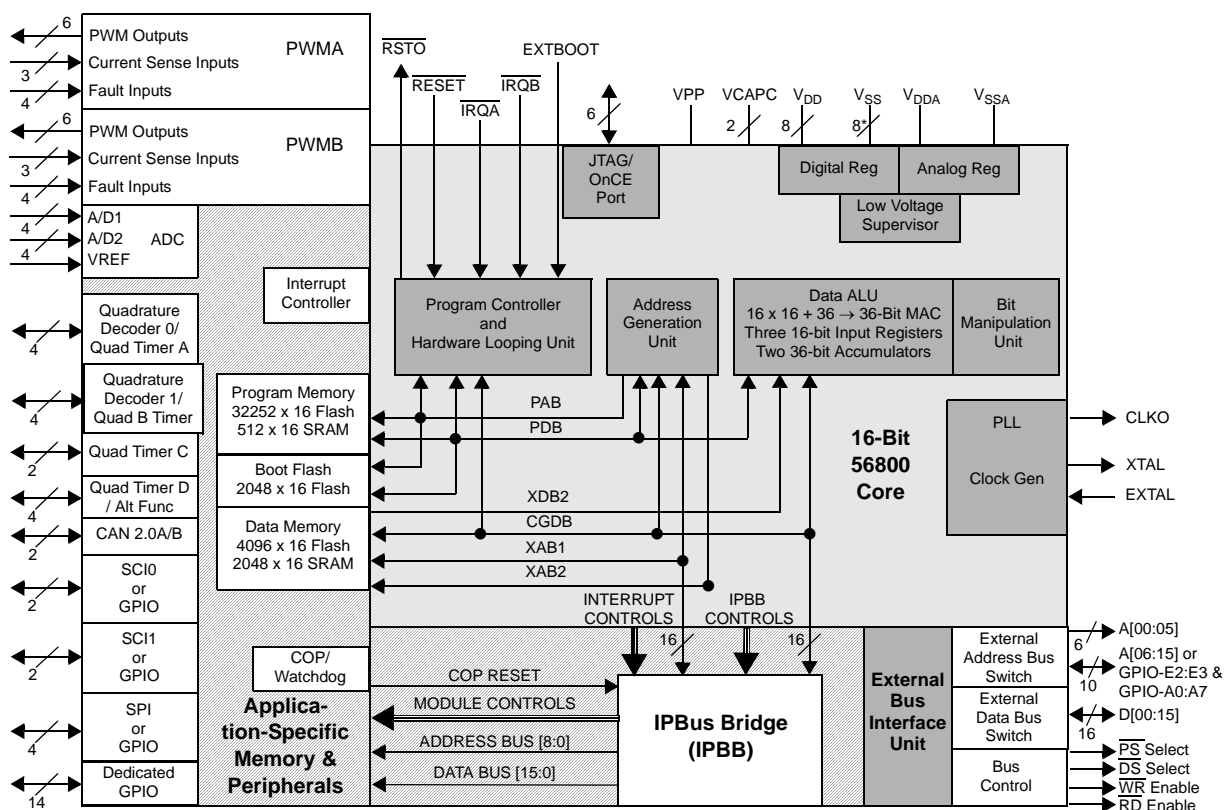 6
PWM Outputs
PWMA
Current Sense Inputs
3
Fault Inputs
4
6
PWM Outputs
PWMB
Current Sense Inputs
3
Fault Inputs
4
A/D1
4
A/D2
ADC
4
VREF
RSTO
RESET
IRQA
IRQB
EXTBOOT
6
VPP
VCAPC
2
VDD
8
VSS
8*
VDDA
VSSA
JTAG/
OnCE
Port
Digital Reg
Analog Reg
Low Voltage
Supervisor
Interrupt
Controller
Program Controller
and
Hardware Looping Unit
Address
Generation
Unit
Data ALU
16 x 16 + 36 → 36-Bit MAC
Three 16-bit Input Registers
Two 36-bit Accumulators
Bit
Manipulation
Unit
Quadrature
Decoder 0/
Quad Timer A
4
Quadrature
Decoder 1/
Quad B Timer
4
Quad Timer C
2
Quad Timer D
/ Alt Func
4
CAN 2.0A/B
2
SCI0
or
GPIO
2
SCI1
or
GPIO
2
SPI
or
GPIO
4
Dedicated
GPIO
14
Program Memory
32252 x 16 Flash
512 x 16 SRAM
Boot Flash
2048 x 16 Flash
Data Memory
4096 x 16 Flash
2048 x 16 SRAM
PAB
PDB
XDB2
CGDB
XAB1
XAB2
16-Bit
56800
Core
PLL
Clock Gen
CLKO
XTAL
EXTAL
INTERRUPT
CONTROLS
16
IPBB
CONTROLS
16
COP/
Watchdog
COP RESET
MODULE CONTROLS
ADDRESS BUS [8:0]
DATA BUS [15:0]
Applica-
tion-Specific
Memory &
Peripherals
IPBus Bridge
(IPBB)
External
Bus
Interface
Unit
External
Address Bus
Switch
External
Data Bus
Switch
Bus
Control
A[00:05]
6
A[06:15] or
GPIO-E2:E3 &
GPIO-A0:A7
10
D[00:15]
16
PS Select
DS Select
WR Enable
RD Enable